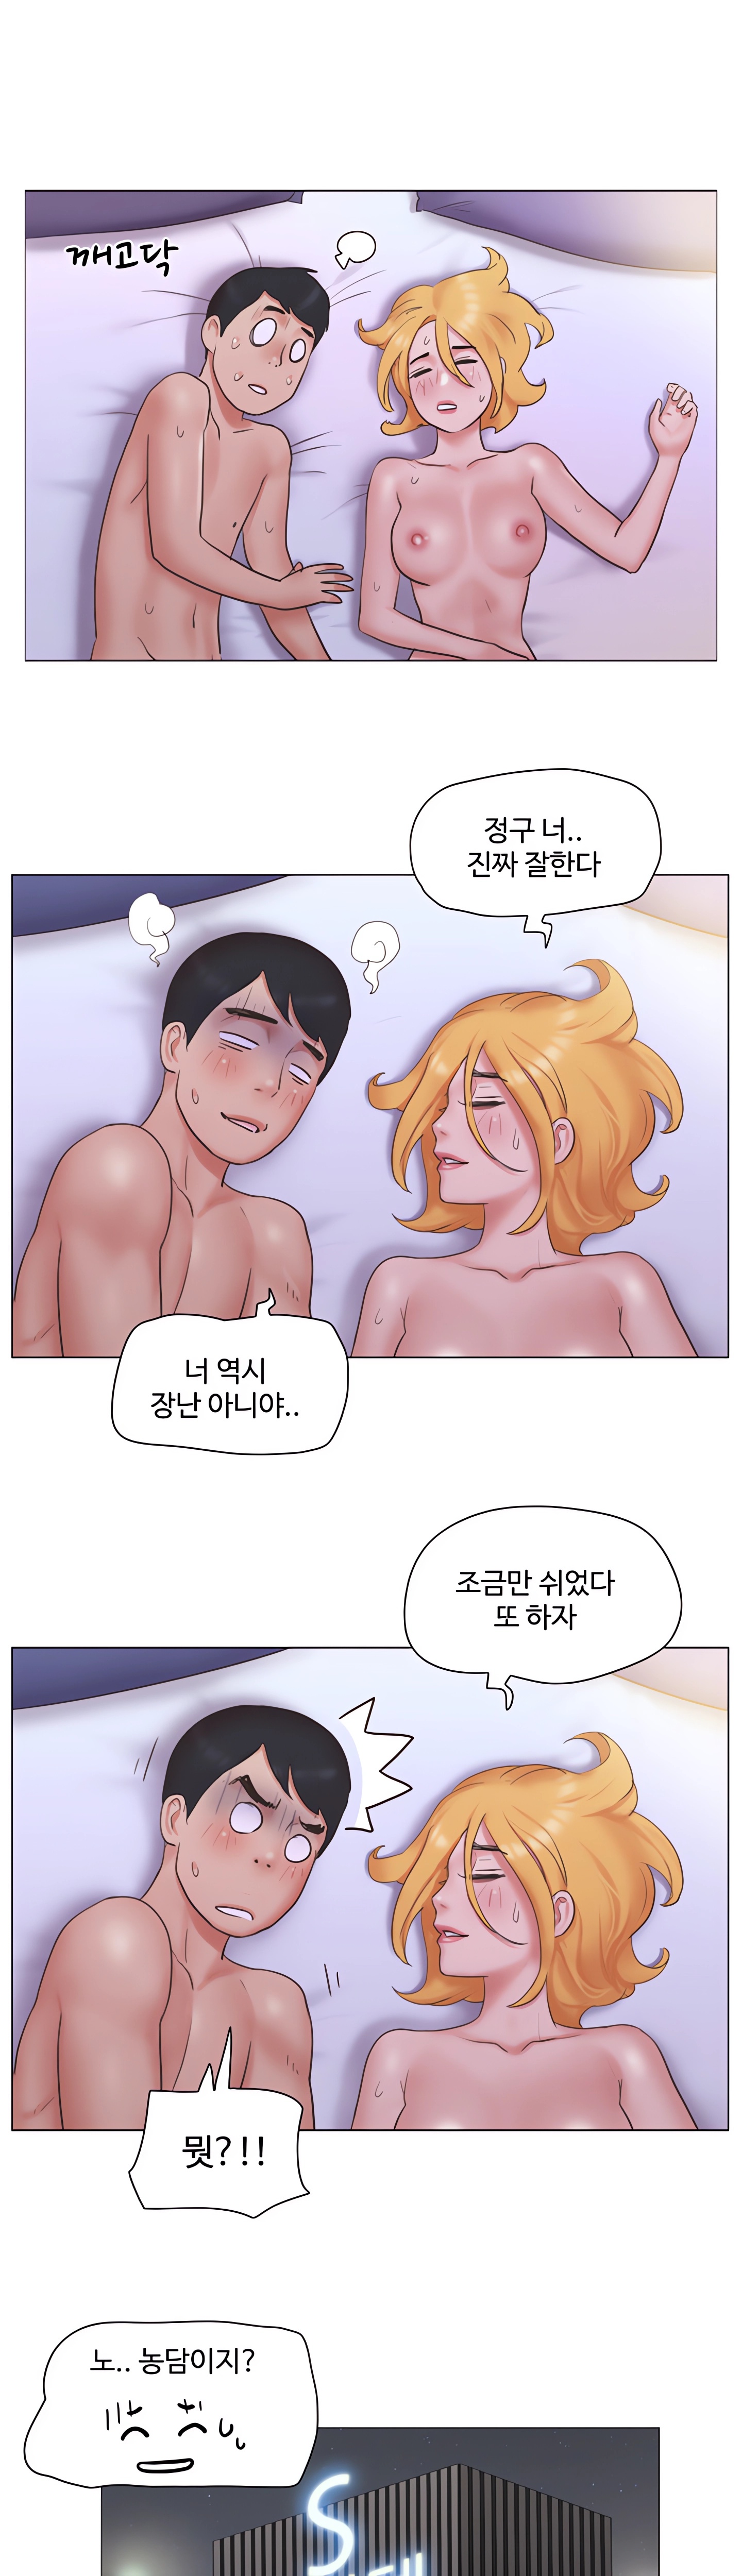 깨고닥
정구 너..
진짜 잘한다
너 역시
장난 아니야..
조금만 쉬었다
또 하자
뭣?!!
노.. 농담이지?
S